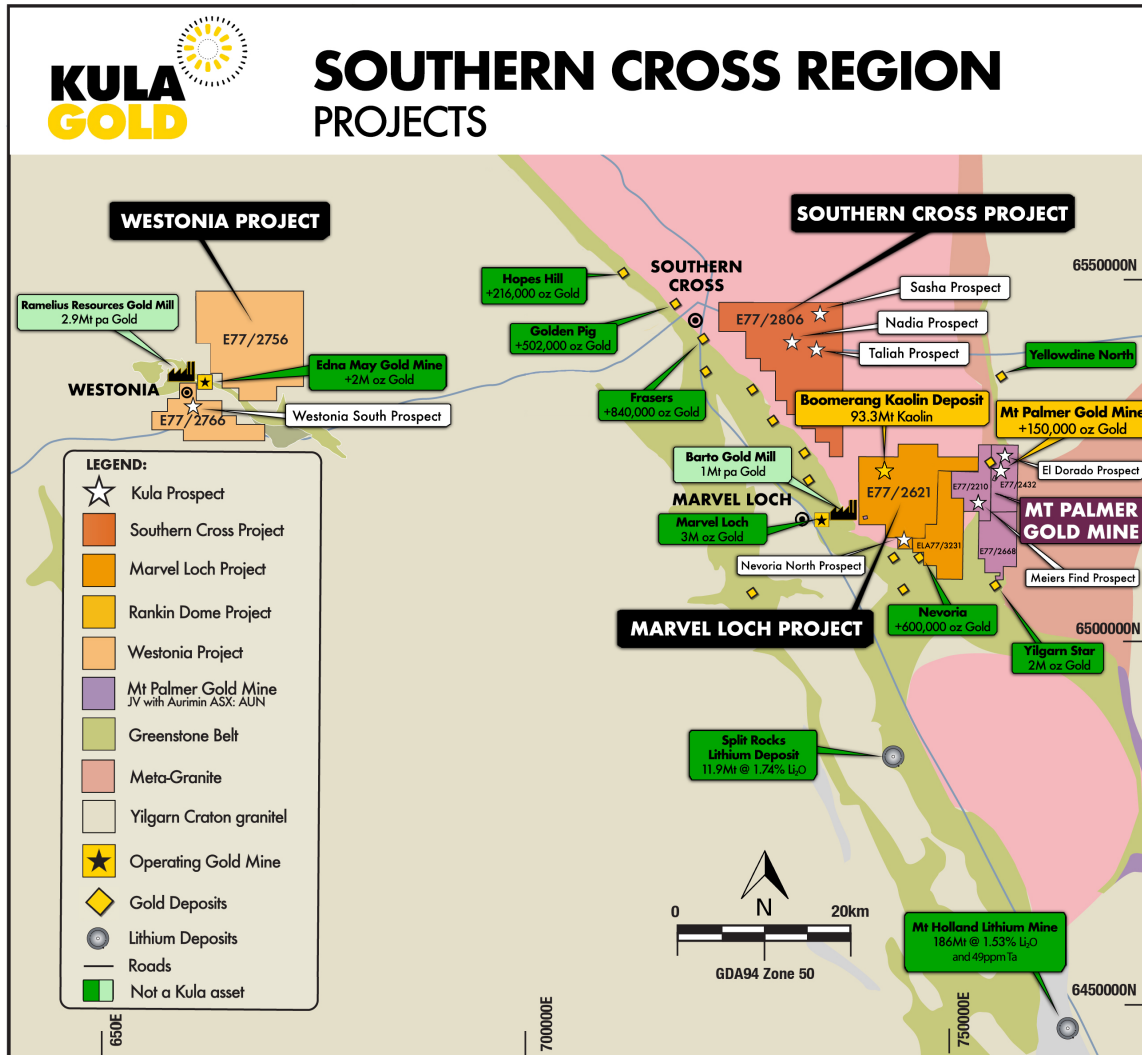 KULA
GOLD
SOUTHERN CROSS REGION
PROJECTS
WESTONIA PROJECT
SOUTHERN CROSS PROJECT
6550000N
Hopes Hill
+216,000 oz Gold
SOUTHERN
CROSS
Sasha Prospect
Ramelius Resources Gold Mill
2.9Mt pa Gold
E77/2806
Nadia Prospect
Golden Pig
+502,000 oz Gold
E77/2756
Taliah Prospect
Yellowdine North
Edna May Gold Mine
+2M oz Gold
WESTONIA
Frasers
+840,000 oz Gold
Boomerang Kaolin Deposit
93.3Mt Kaolin
Mt Palmer Gold Mine
+150,000 oz Gold
Westonia South Prospect
E77/2766
Barto Gold Mill
1Mt pa Gold
El Dorado Prospect
E77/2210
E77/2432
E77/2621
MARVEL LOCH
MT PALMER
GOLD MINE
Marvel Loch
3M oz Gold
ELA77/3231
E77/2668
Nevoria North Prospect
Meiers Find Prospect
Nevoria
+600,000 oz Gold
MARVEL LOCH PROJECT
6500000N
Yilgarn Star
2M oz Gold
LEGEND:
Kula Prospect
Southern Cross Project
Marvel Loch Project
Rankin Dome Project
Westonia Project
Mt Palmer Gold Mine
JV with Aurimin ASX: AUN
Greenstone Belt
Meta-Granite
Yilgarn Craton granitel
Operating Gold Mine
Gold Deposits
Lithium Deposits
Roads
Not a Kula asset
Split Rocks
Lithium Deposit
11.9Mt @ 1.74% Li₂O
0
N
20km
GDA94 Zone 50
Mt Holland Lithium Mine
186Mt @ 1.53% Li₂O
and 49ppm Ta
6450000N
650E
700000E
750000E